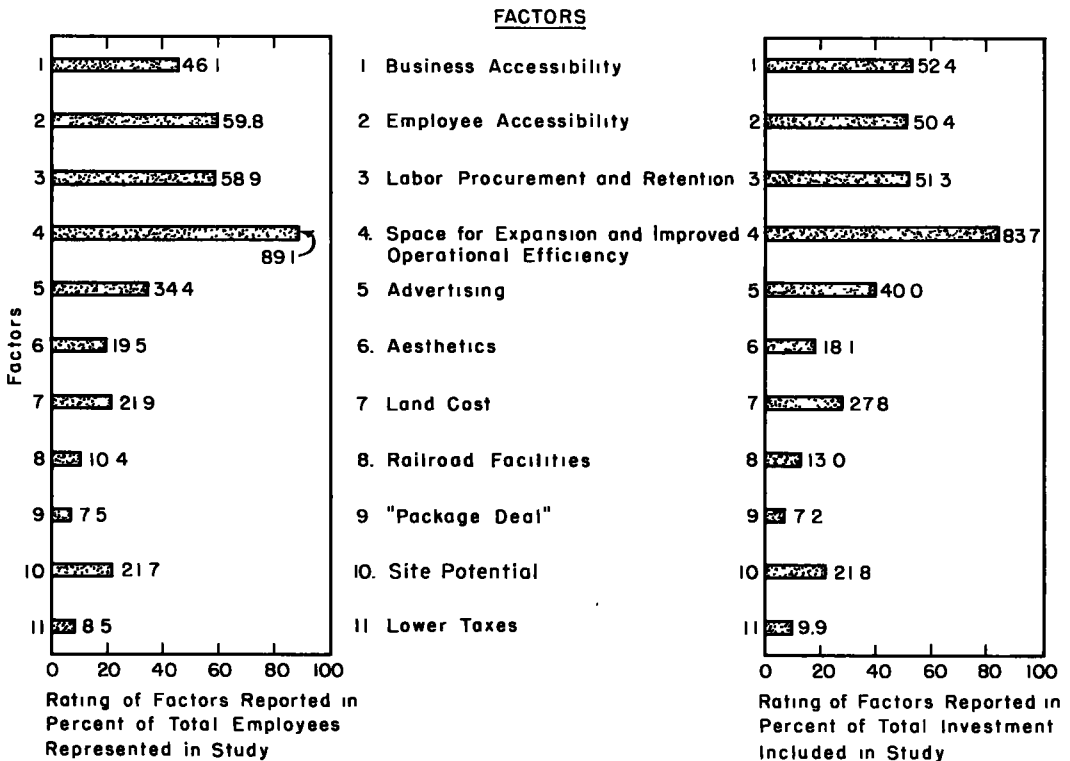 FACTORS
Factors
1 46 1
2 59.8
3 58 9
4
89 1
5 34 4
6 19 5
7 21 9
8 10 4
9 7 5
10 21 7
11 8 5
0 20 40 60 80 100
Rating of Factors Reported in
Percent of Total Employees
Represented in Study
1 Business Accessibility
2 Employee Accessibility
3 Labor Procurement and Retention
4. Space for Expansion and Improved
Operational Efficiency
5 Advertising
6. Aesthetics
7 Land Cost
8. Railroad Facilities
9 "Package Deal"
10. Site Potential
11 Lower Taxes
1 52 4
2 50 4
3 51 3
4 83 7
5 40 0
6 18 1
7 27 8
8 13 0
9 7 2
10 21 8
11 9.9
0 20 40 60 80 100
Rating of Factors Reported in
Percent of Total Investment
Included in Study